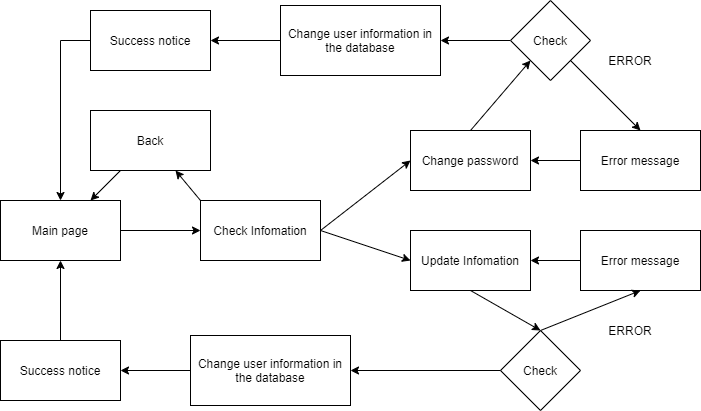 Success notice
Change user information in
the database
Check
ERROR
Back
Change password
Error message
Main page
Check Infomation
Update Infomation
Error message
ERROR
Success notice
Change user information in
the database
Check